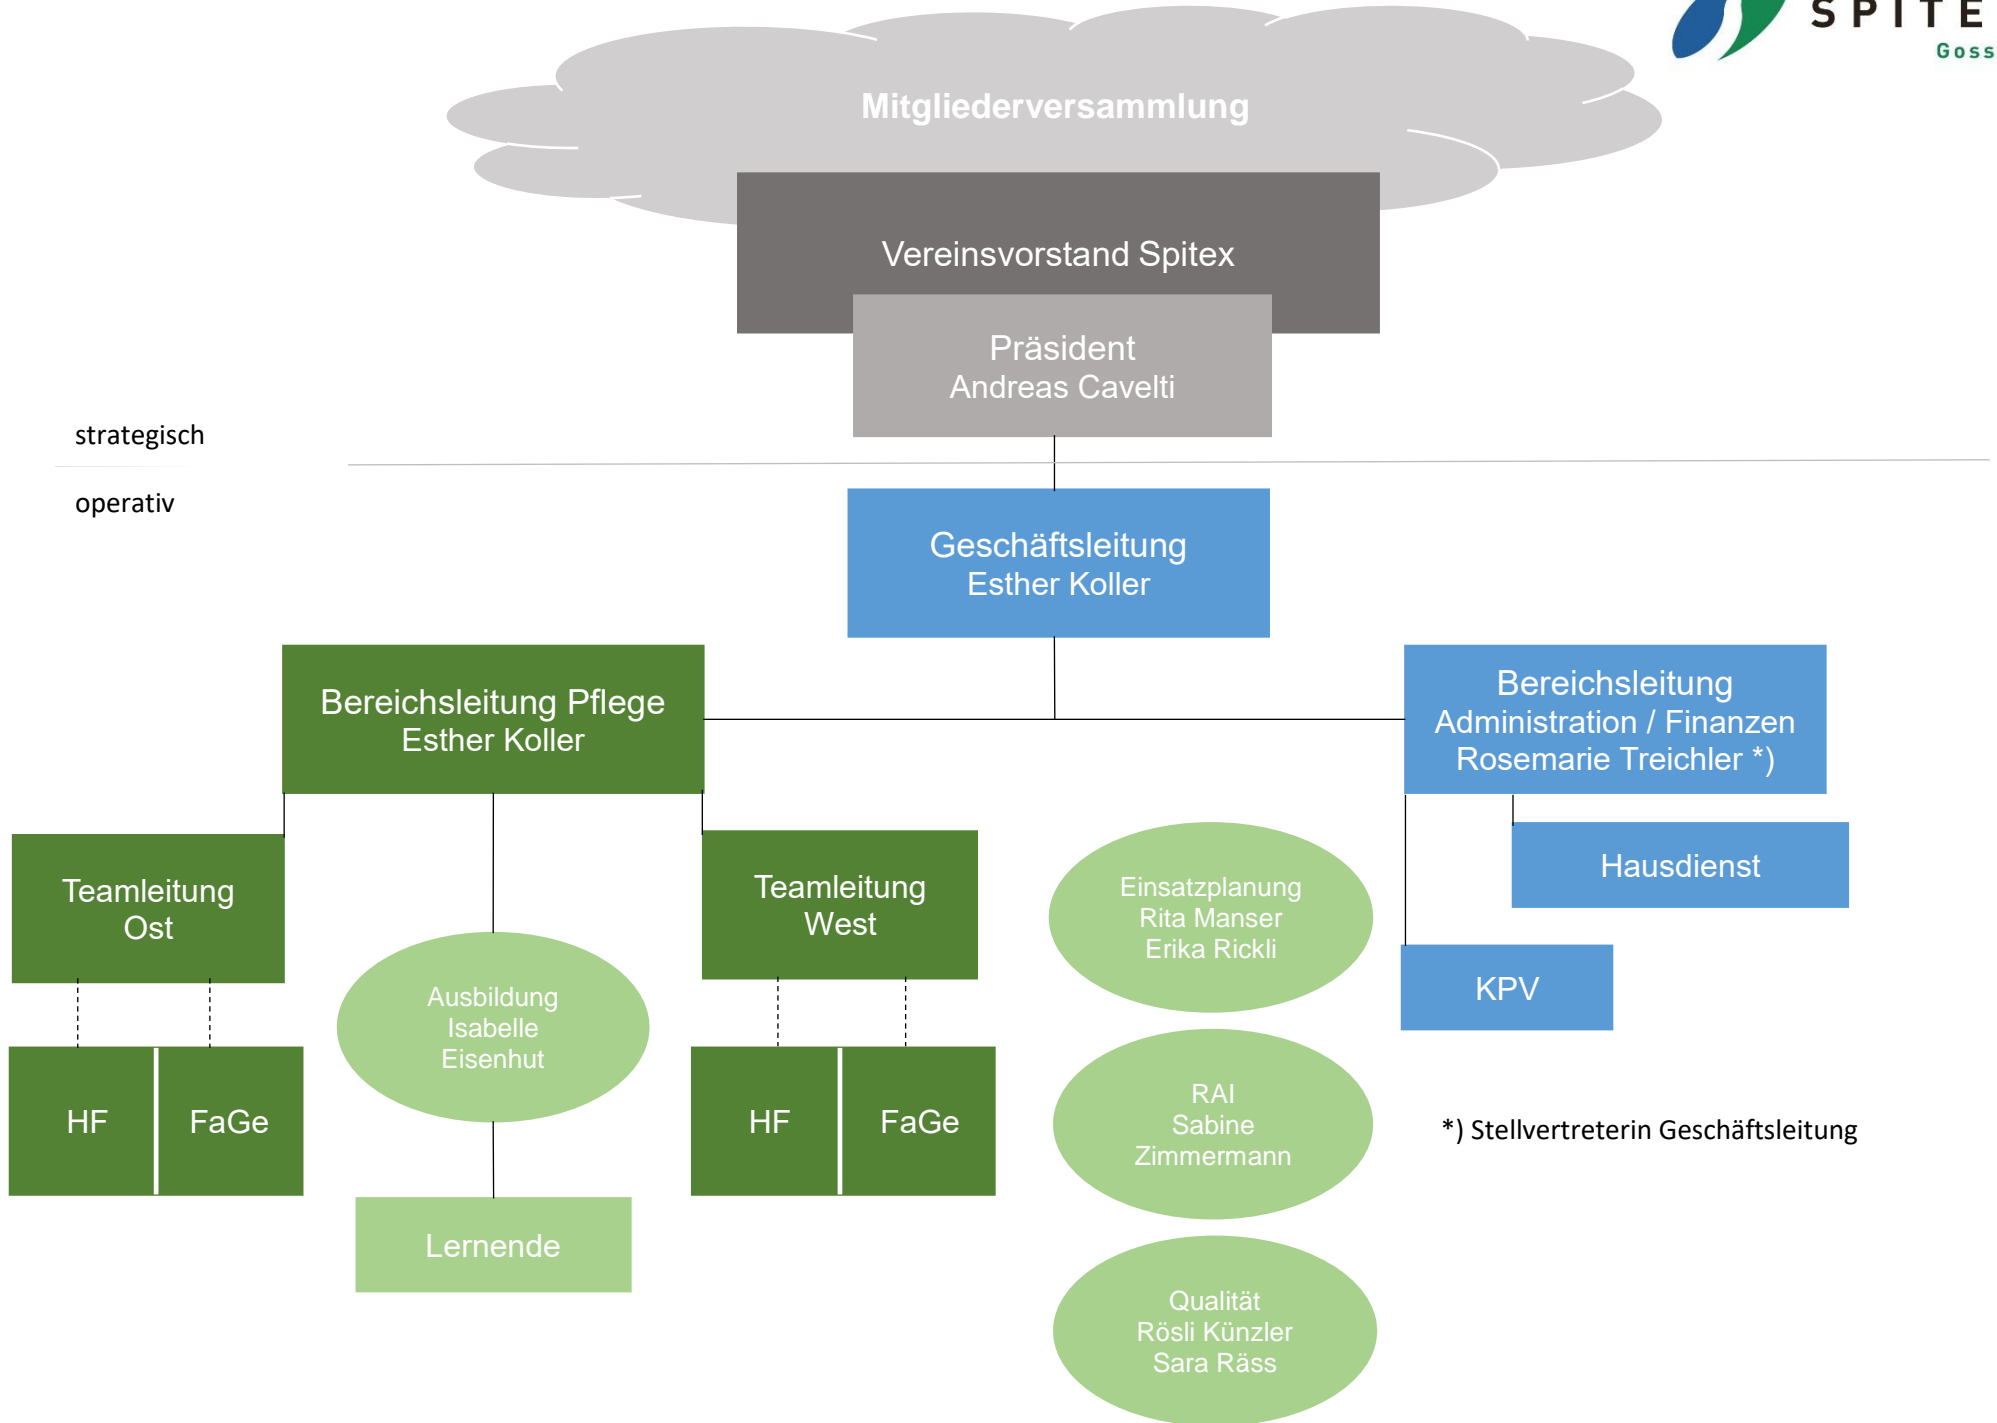 SPITE
Goss
Mitgliederversammlung
Vereinsvorstand Spitex
Präsident
Andreas Cavelti
strategisch
operativ
Geschäftsleitung
Esther Koller
Bereichsleitung Pflege
Esther Koller
Bereichsleitung
Administration / Finanzen
Rosemarie Treichler *)
Teamleitung
Ost
Teamleitung
West
Einsatzplanung
Rita Manser
Erika Rickli
Hausdienst
Ausbildung
Isabelle
Eisenhut
KPV
HF
FaGe
HF
FaGe
RAI
Sabine
Zimmermann
*) Stellvertreterin Geschäftsleitung
Lernende
Qualität
Rösli Künzler
Sara Räss